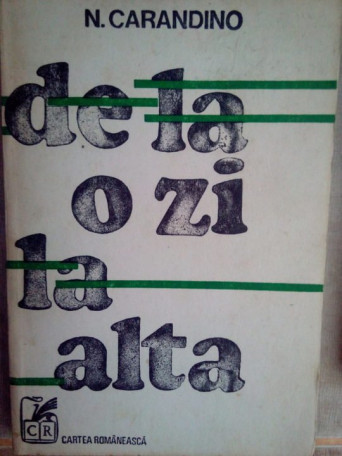 N. CARANDINO
de la
o zi
la
alta
CR
CARTEA ROMÂNEASCĂ